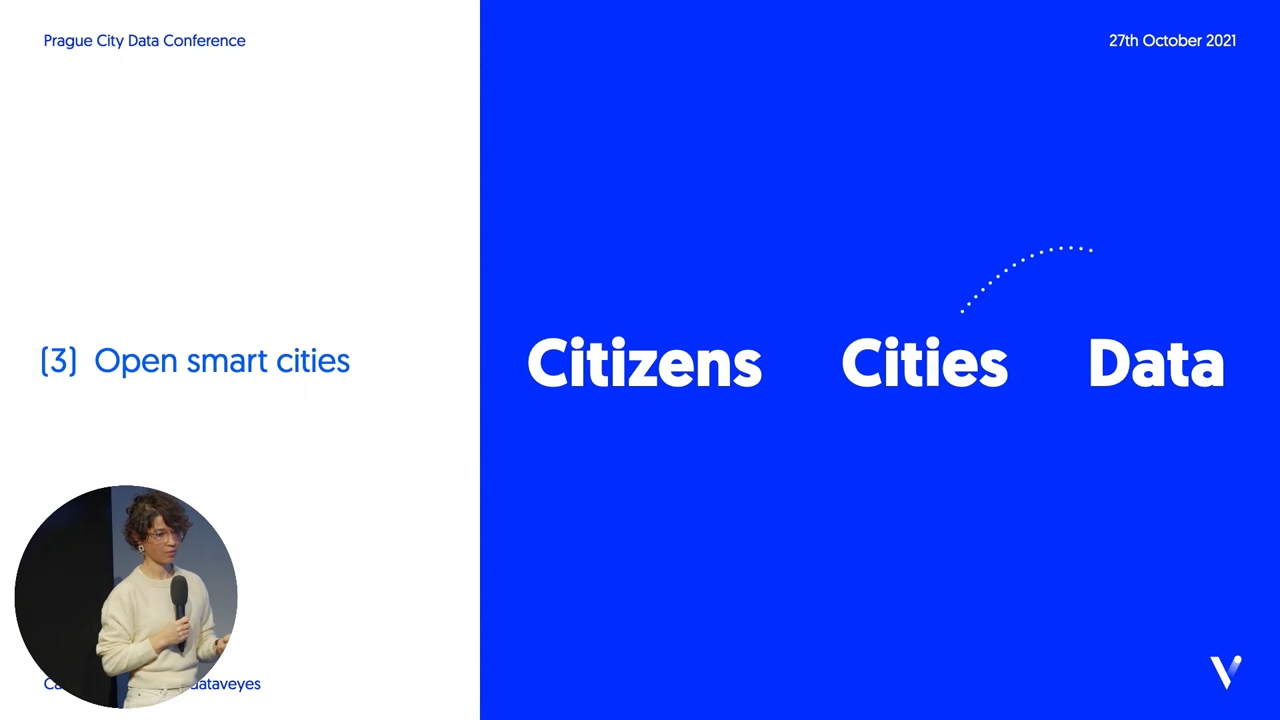 Prague City Data Conference
27th October 2021
(3) Open smart cities
Citizens Cities Data
dataveyes